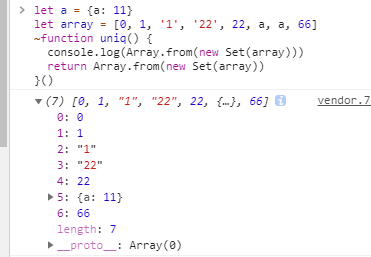 > let a = {a: 11}
let array = [0, 1, '1', '22', 22, a, a, 66]
~function uniq() {
console.log(Array.from(new Set(array)))
return Array.from(new Set(array))
}()
▼ (7) [0, 1, "1", "22", 22, {…}, 66] i vendor.7
0: 0
1: 1
2: "1"
3: "22"
4: 22
▶ 5: {a: 11}
6: 66
length: 7
▶ __proto__: Array(0)